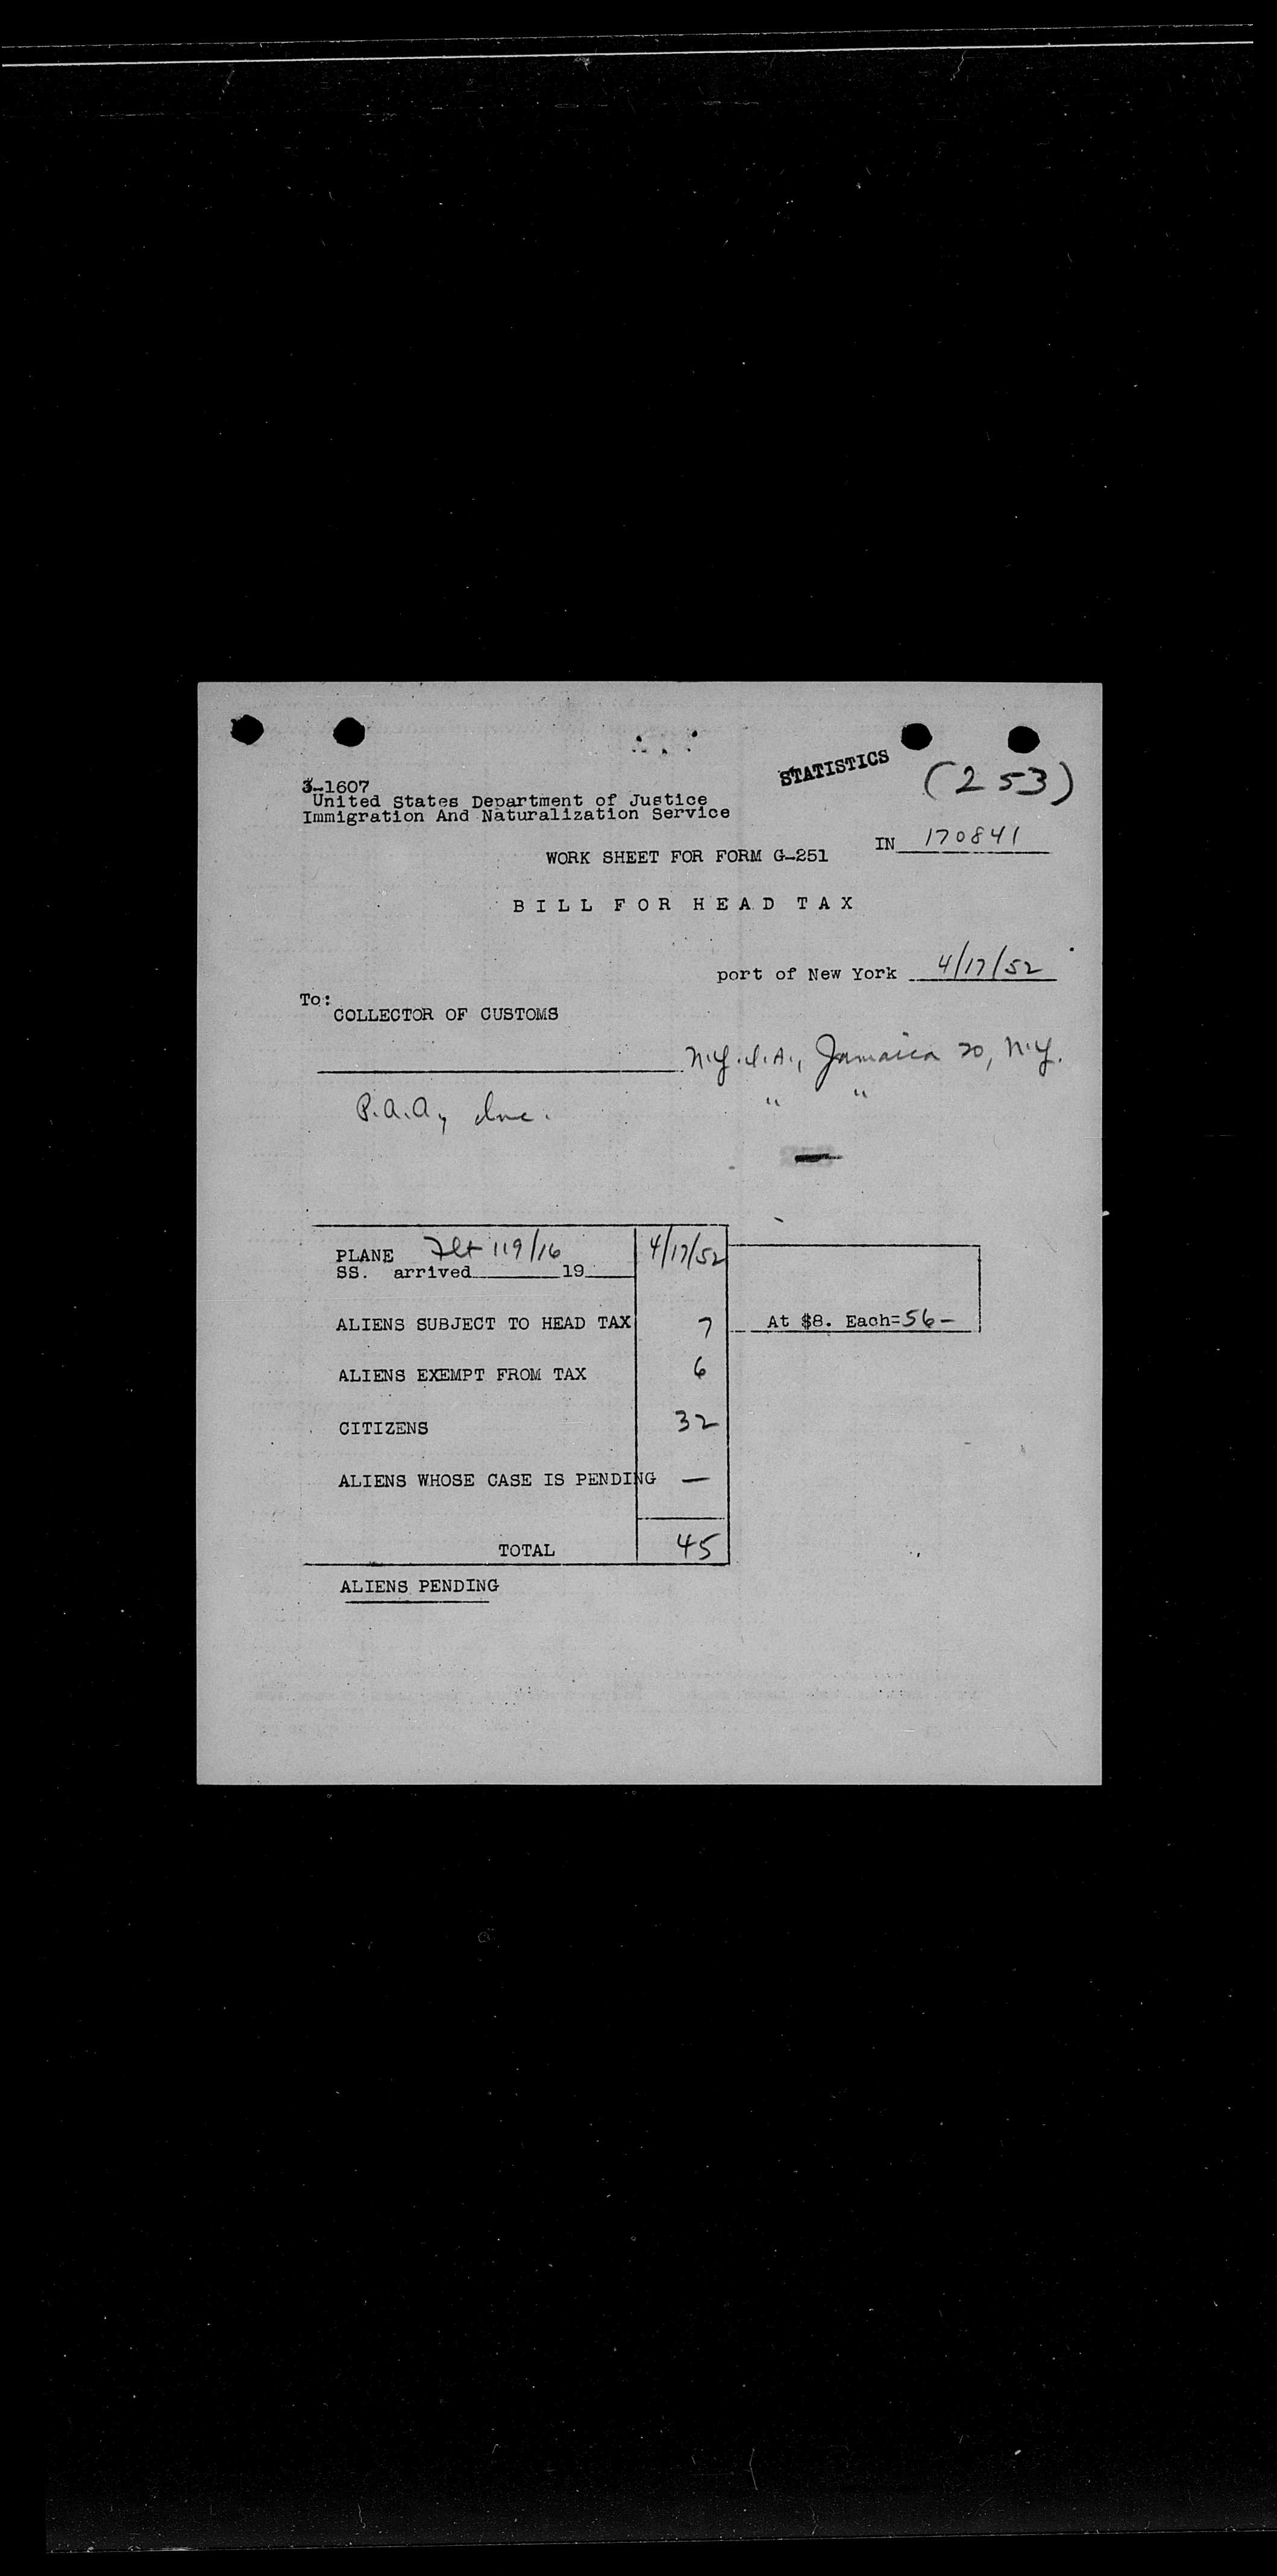 STATISTICS
(253)
3-1607
United States Department of Justice
Immigration And Naturalization Service
IN 170841
WORK SHEET FOR FORM G-251
BILL FOR HEAD TAX
port of New York 4/17/52
To:
COLLECTOR OF CUSTOMS
N.Y.I.A., Jamaica 20, N.Y.
P.A.A., Inc. " "
PLANE Flt 119/16 4/17/52
SS. arrived 19
ALIENS SUBJECT TO HEAD TAX 7 At $8. Each=56-
ALIENS EXEMPT FROM TAX 6
CITIZENS 32
ALIENS WHOSE CASE IS PENDING —
TOTAL 45
ALIENS PENDING